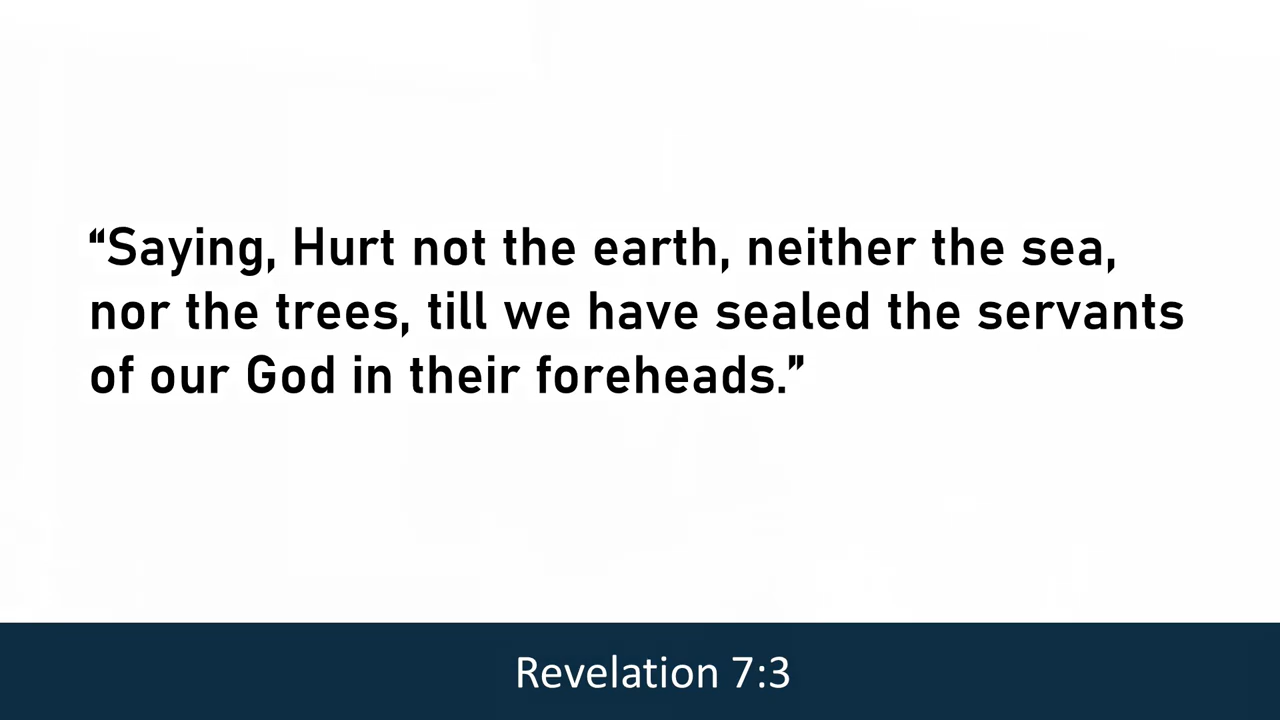 “Saying, Hurt not the earth, neither the sea,
nor the trees, till we have sealed the servants
of our God in their foreheads.”
Revelation 7:3